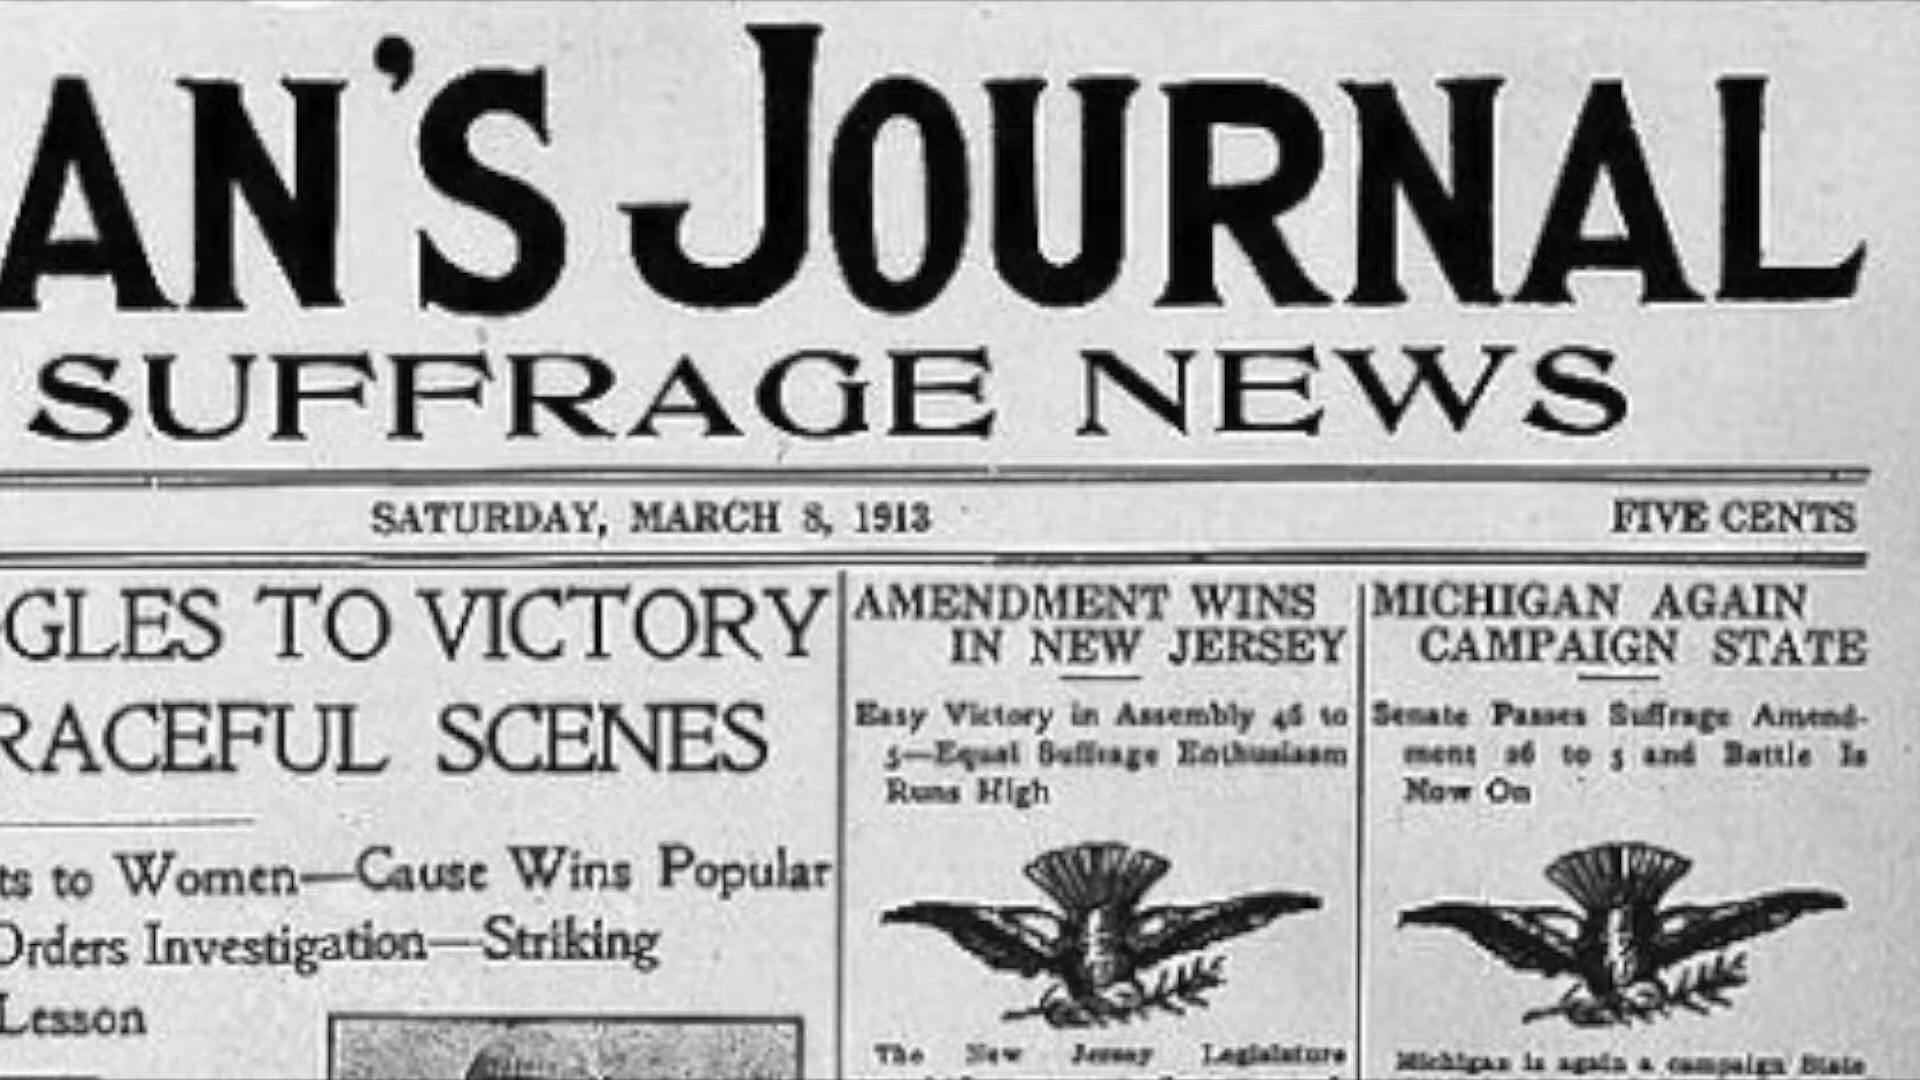 AN'S JOURNAL
SUFFRAGE NEWS
SATURDAY, MARCH 8, 1913
FIVE CENTS
GLES TO VICTORY
RACEFUL SCENES
ts to Women—Cause Wins Popular
Orders Investigation—Striking
Lesson
AMENDMENT WINS
IN NEW JERSEY
Easy Victory in Assembly 46 to
5—Equal Suffrage Enthusiasm
Runs High
The New Jersey Legislature
MICHIGAN AGAIN
CAMPAIGN STATE
Senate Passes Suffrage Amend-
ment 26 to 5 and Battle Is
Now On
Michigan is again a campaign State